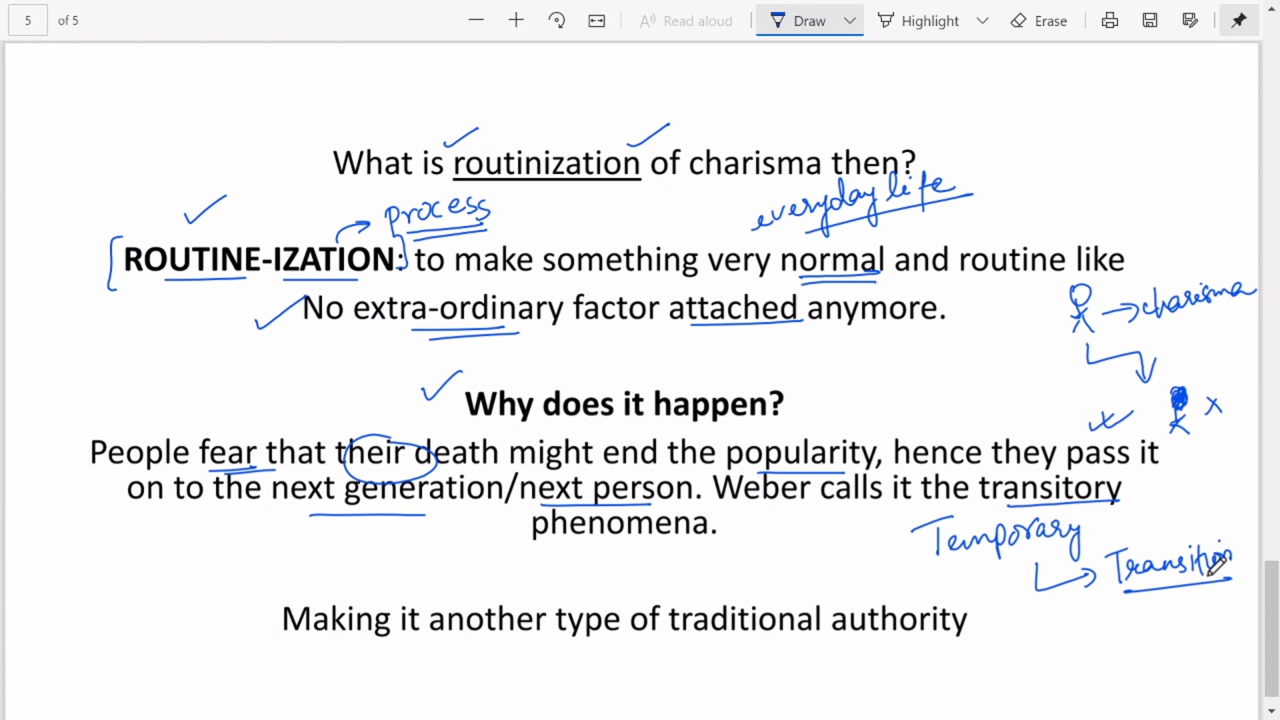 5 of 5 Read aloud Draw Highlight Erase
What is routinization of charisma then?
everyday life
process
ROUTINE-IZATION: to make something very normal and routine like
No extra-ordinary factor attached anymore.
charisma
Why does it happen?
People fear that their death might end the popularity, hence they pass it
on to the next generation/next person. Weber calls it the transitory
phenomena.
Temporary
Transition
Making it another type of traditional authority